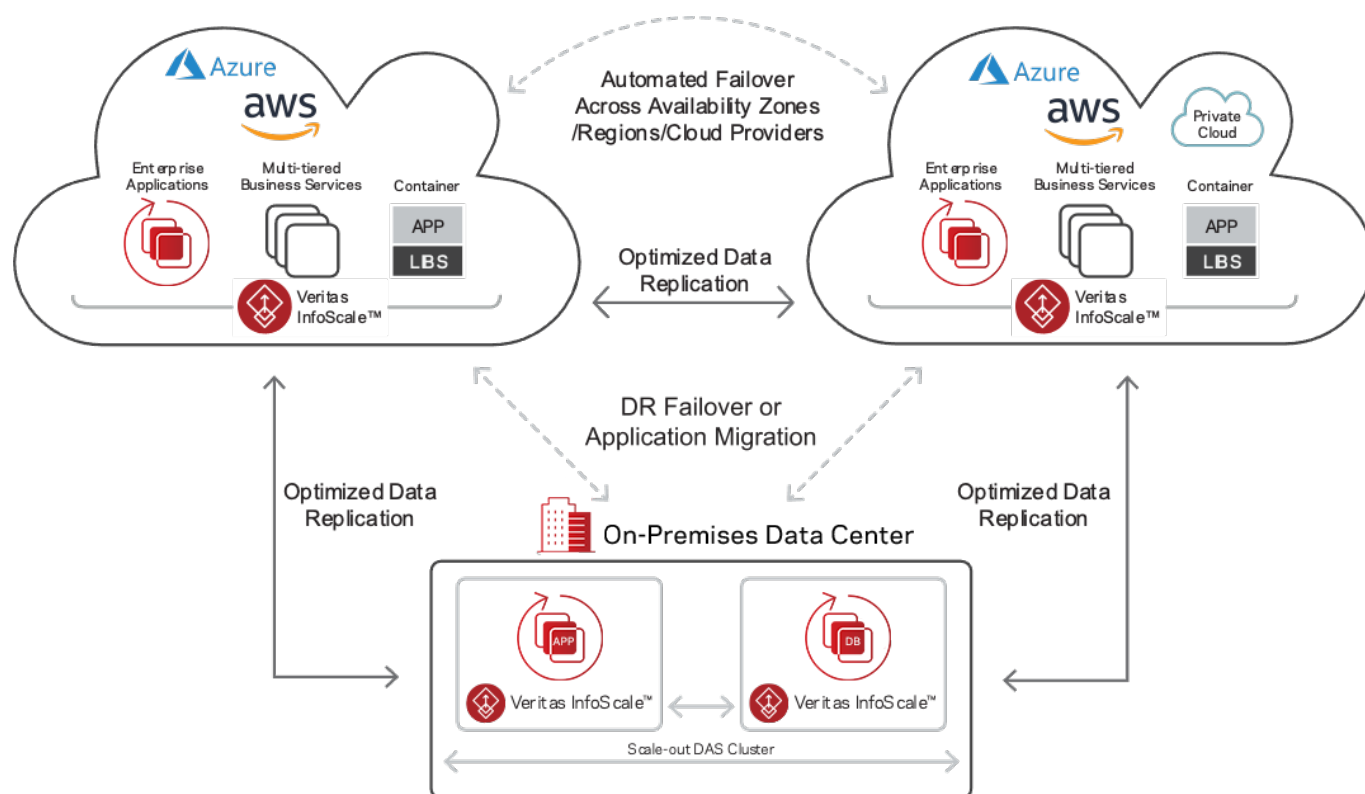 Azure
aws
Enterprise
Applications
Multi-tiered
Business Services
Container
APP
LIBS
Veritas
InfoScale™
Automated Failover
Across Availability Zones
/Regions/Cloud Providers
Azure
aws
Private
Cloud
Enterprise
Applications
Multi-tiered
Business Services
Container
APP
LIBS
Veritas
InfoScale™
Optimized Data
Replication
DR Failover or
Application Migration
Optimized Data
Replication
Optimized Data
Replication
On-Premises Data Center
APP
Veritas InfoScale™
DB
Veritas InfoScale™
Scale-out DAS Cluster